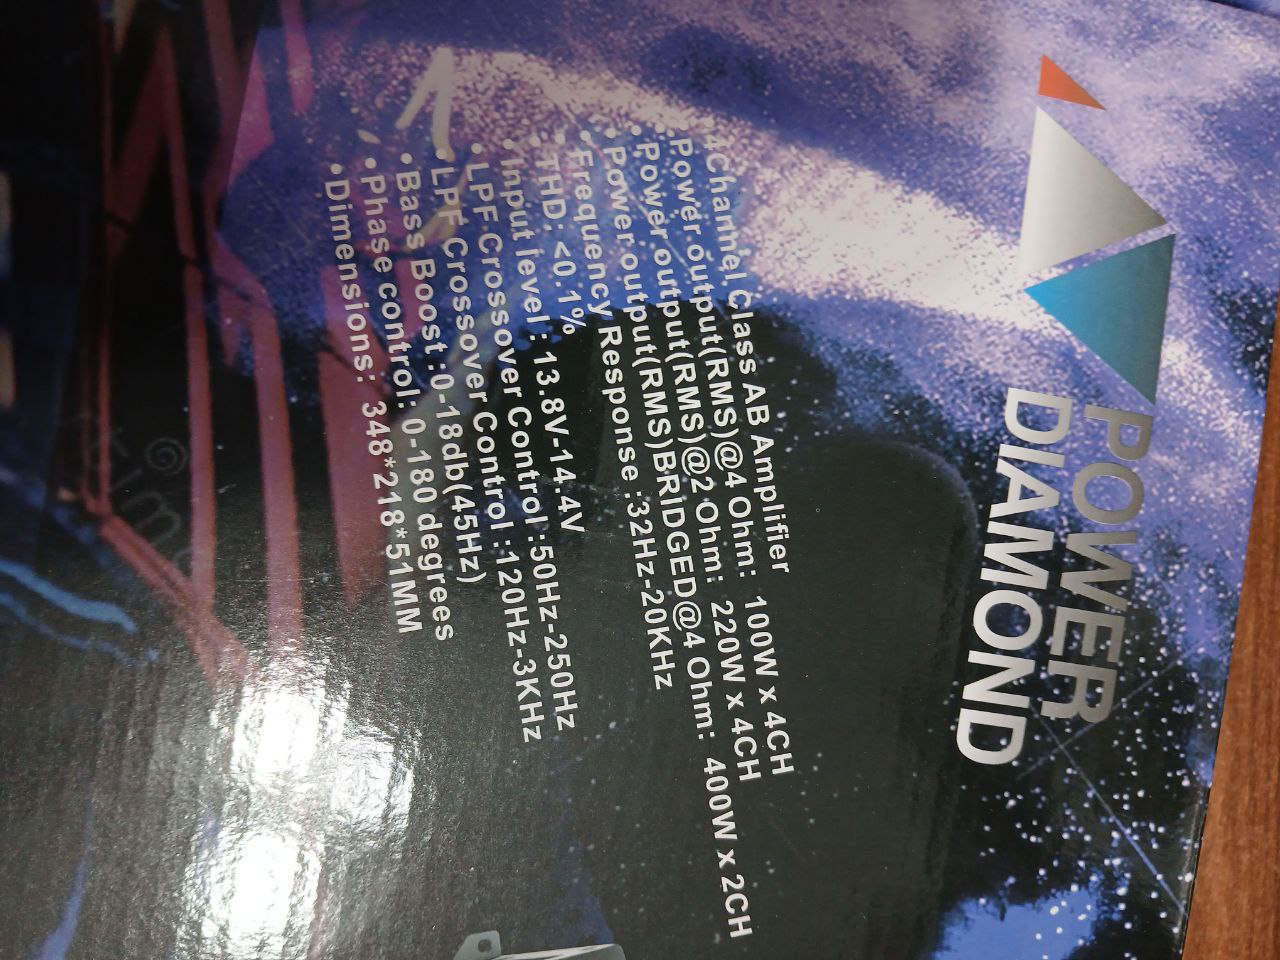 POWER
DIAMOND
4Channel Class AB Amplifier
•Power output(RMS)@4 Ohm: 100W x 4CH
•Power output(RMS)@2 Ohm: 220W x 4CH
•Power output(RMS)BRIDGED@4 Ohm: 400W x 2CH
•Frequency Response :32Hz-20KHz
•THD: <0.1%
•Input level : 13.8V-14.4V
•LPF Crossover Control :50Hz-250Hz
•LPF Crossover Control :120Hz-3KHz
•Bass Boost :0-18db(45Hz)
•Phase control: 0-180 degrees
•Dimensions: 348*218*51MM